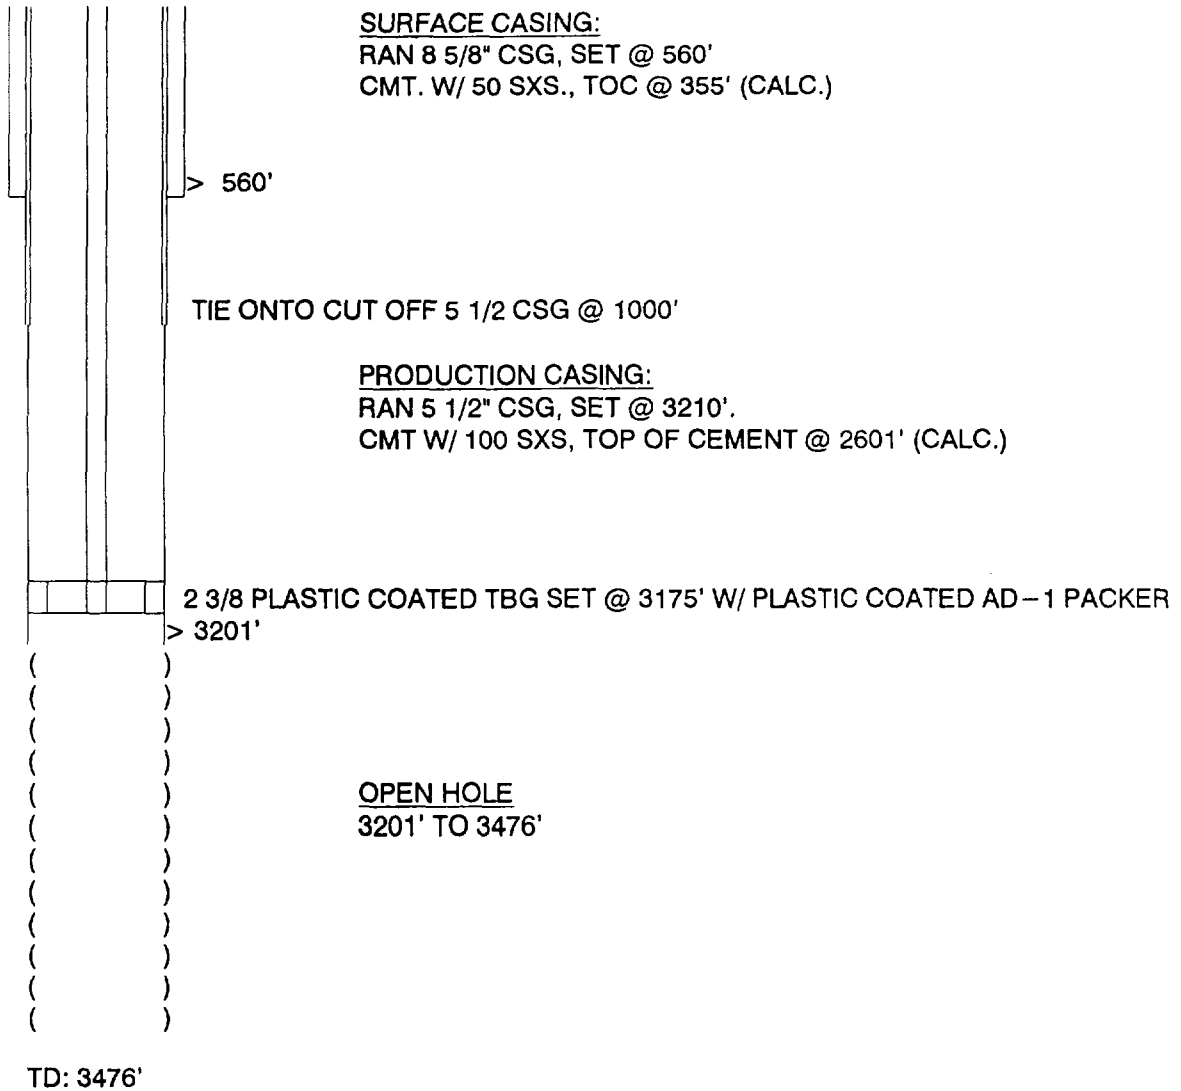 SURFACE CASING:
RAN 8 5/8" CSG, SET @ 560'
CMT. W/ 50 SXS., TOC @ 355' (CALC.)
> 560'
TIE ONTO CUT OFF 5 1/2 CSG @ 1000'
PRODUCTION CASING:
RAN 5 1/2" CSG, SET @ 3210'.
CMT W/ 100 SXS, TOP OF CEMENT @ 2601' (CALC.)
2 3/8 PLASTIC COATED TBG SET @ 3175' W/ PLASTIC COATED AD-1 PACKER
> 3201'
OPEN HOLE
3201' TO 3476'
TD: 3476'